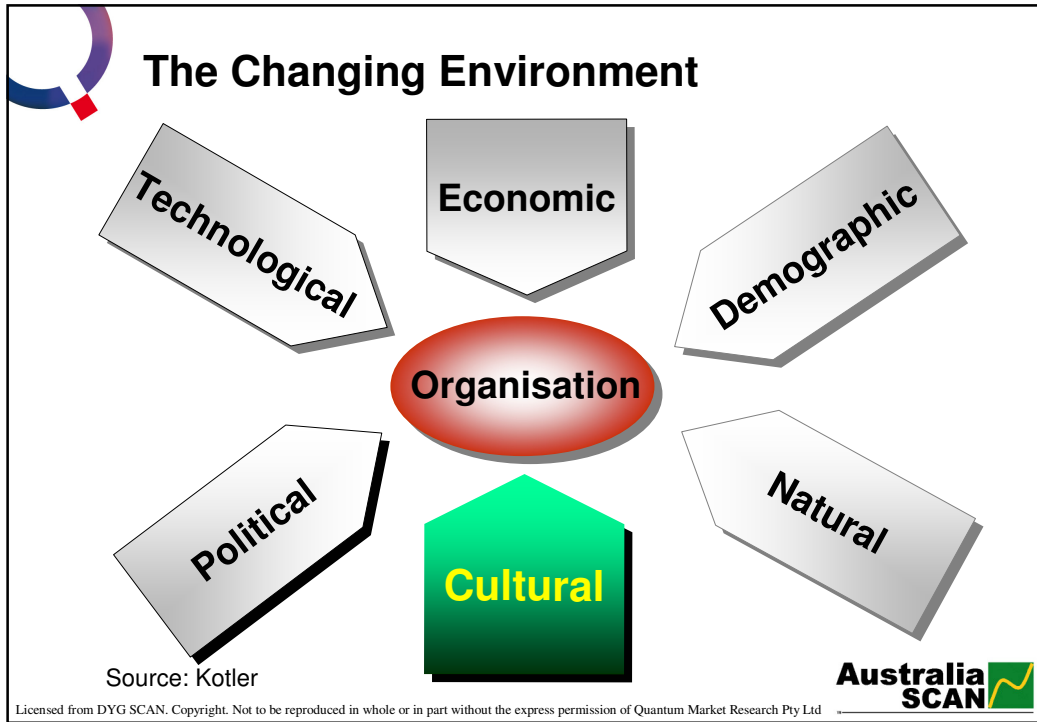 The Changing Environment
Technological
Economic
Demographic
Organisation
Political
Cultural
Natural
Source: Kotler
Australia
SCAN
Licensed from DYG SCAN. Copyright. Not to be reproduced in whole or in part without the express permission of Quantum Market Research Pty Ltd